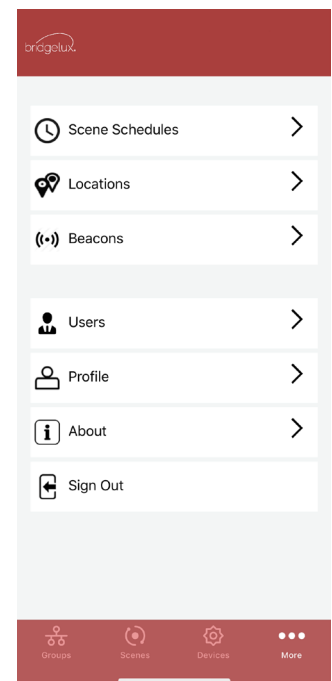 bridgelux.
Scene Schedules
Locations
Beacons
Users
Profile
i About
Sign Out
Groups Scenes Devices More